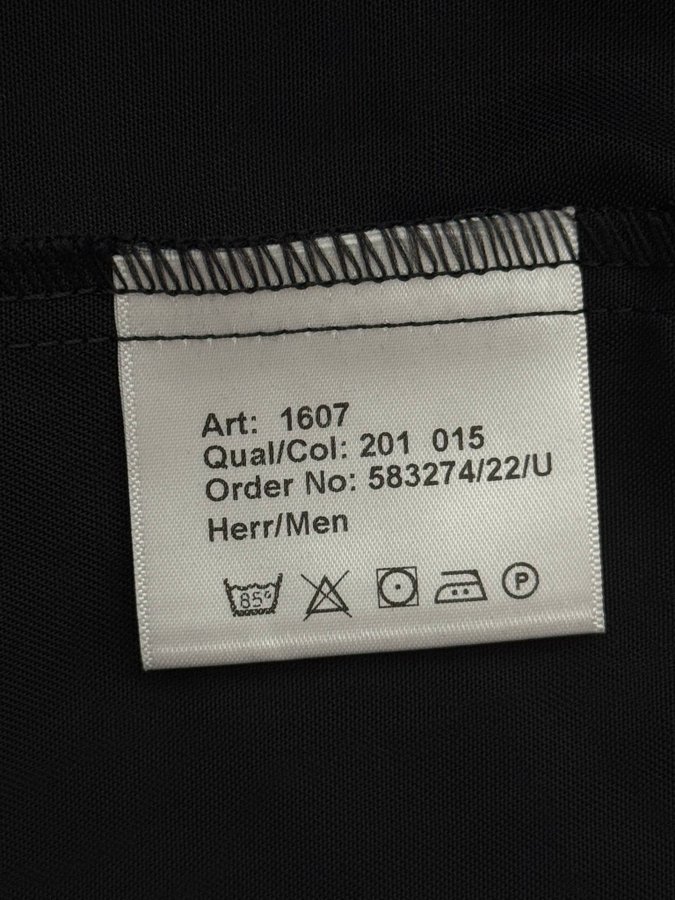 Art: 1607
Qual/Col: 201 015
Order No: 583274/22/U
Herr/Men
85° P